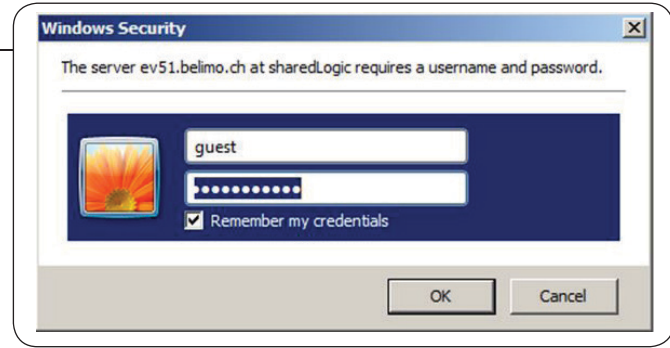 Windows Security
The server ev51.belimo.ch at sharedLogic requires a username and password.
guest
•••••••••••
Remember my credentials
OK
Cancel